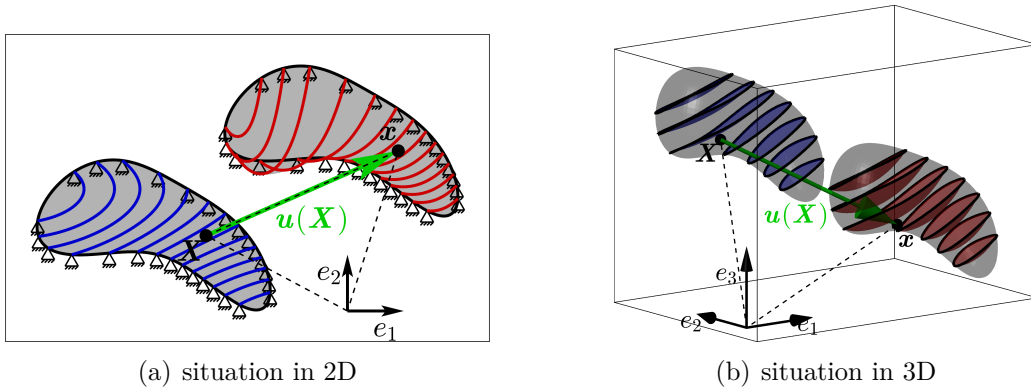 x
u(X)
X
e2
e1
(a) situation in 2D
X
u(X)
x
e3
e2
e1
(b) situation in 3D